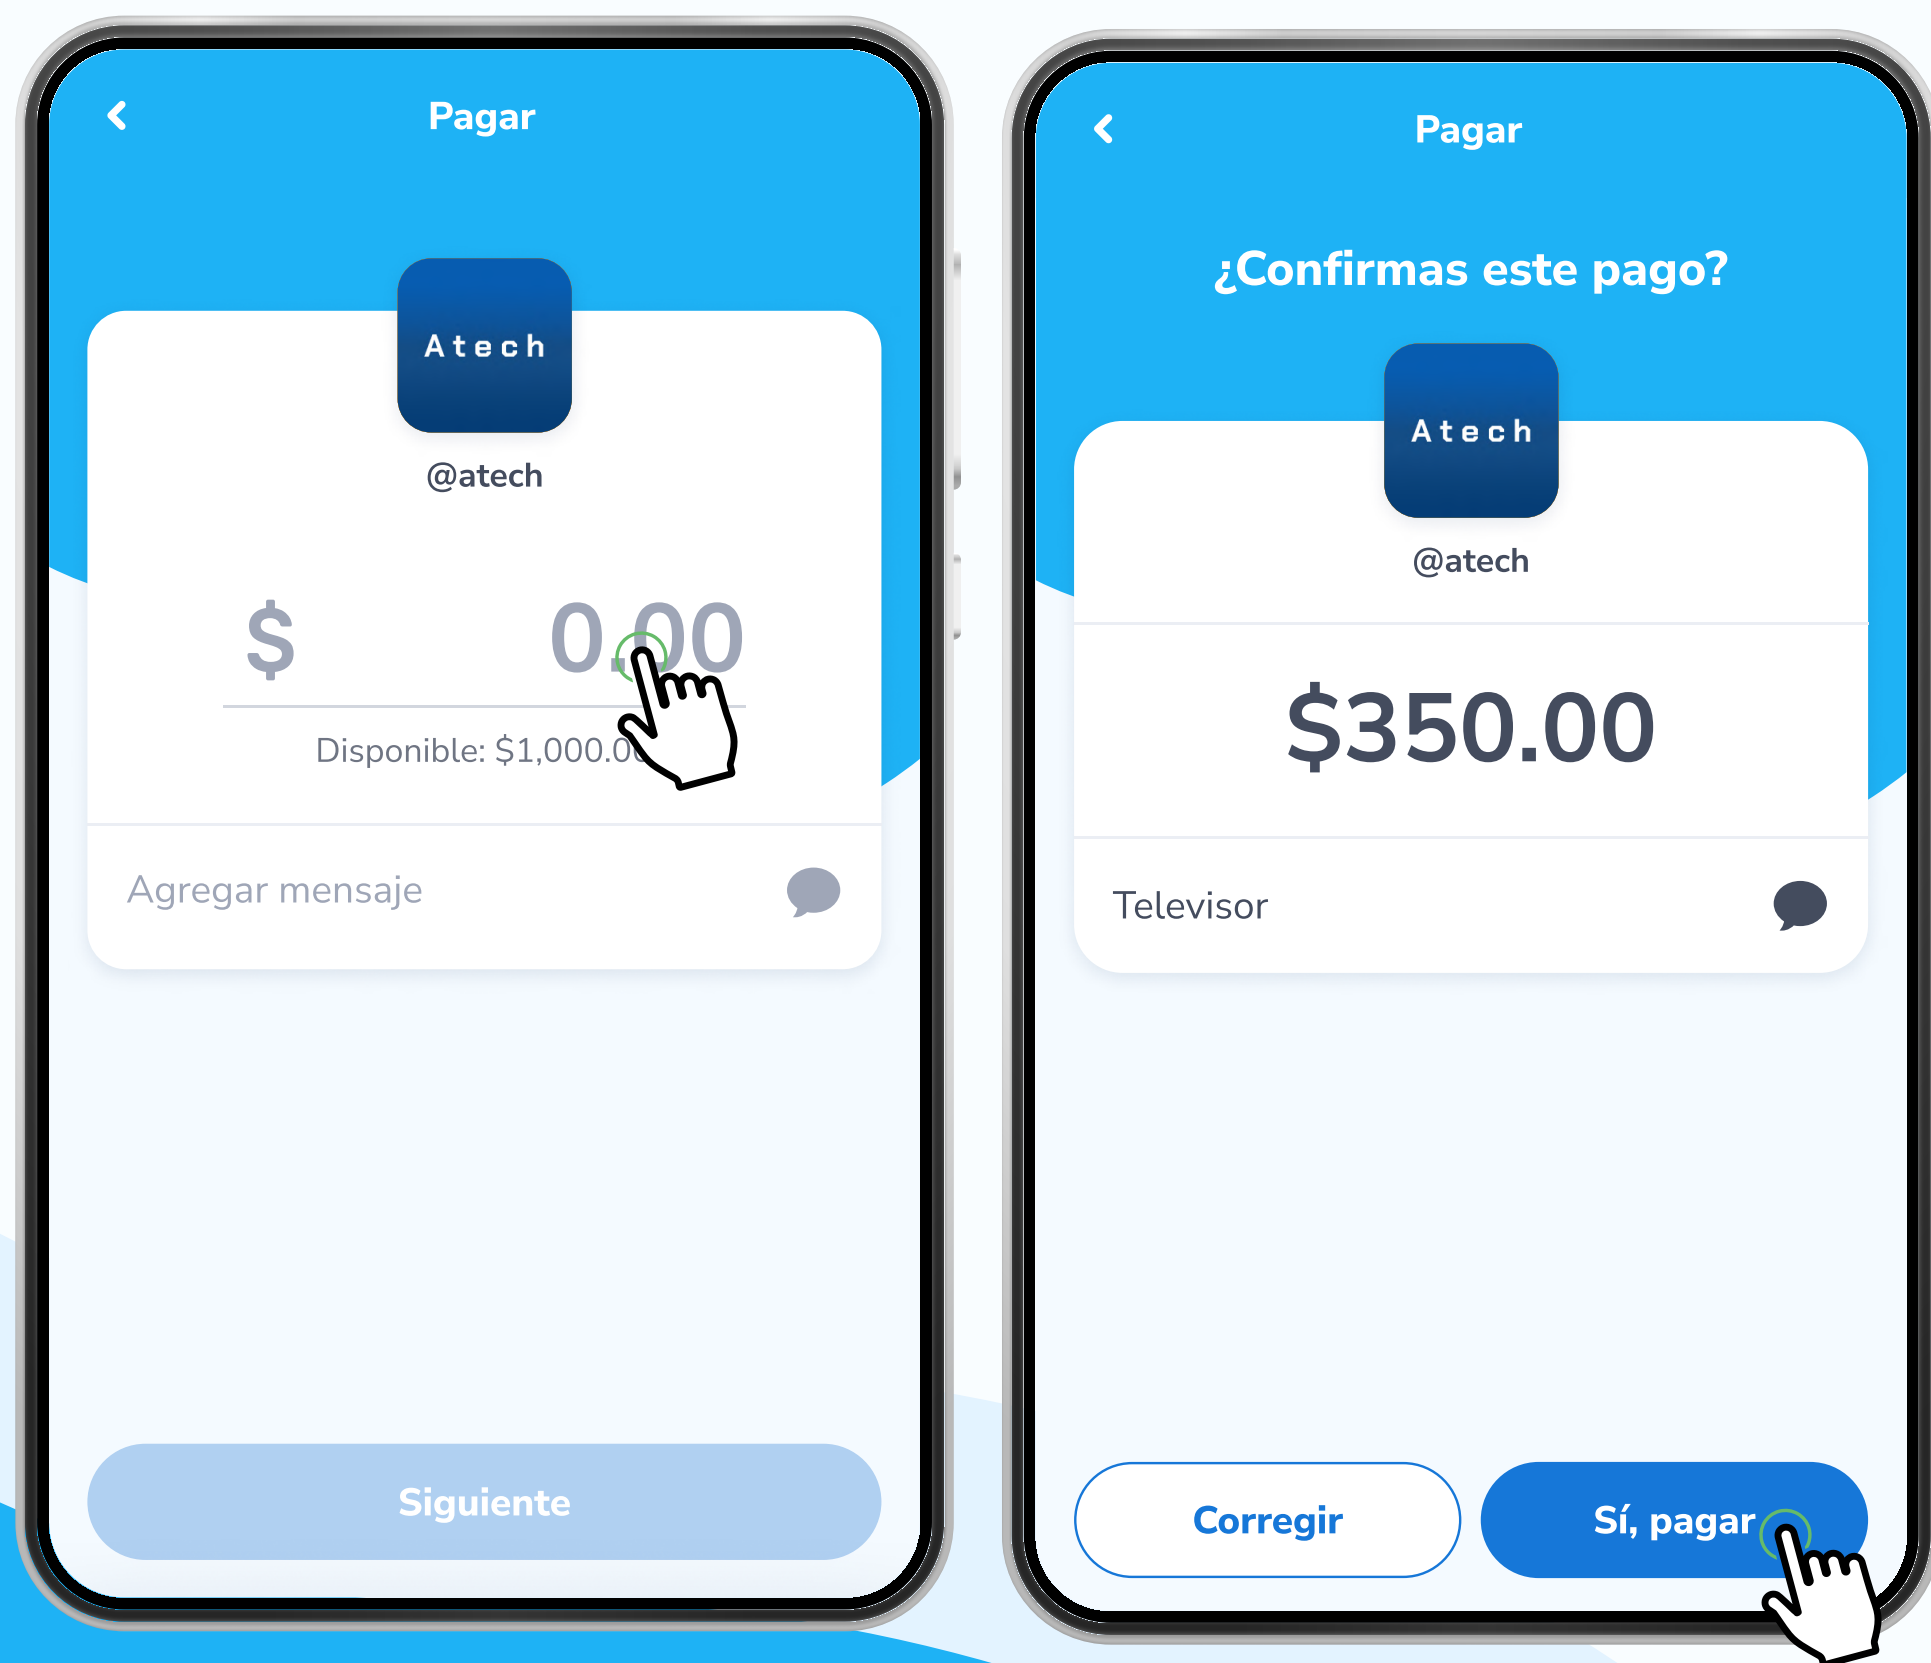 Pagar
Atech
@atech
$ 0.00
Disponible: $1,000.00
Agregar mensaje
Siguiente
Pagar
¿Confirmas este pago?
Atech
@atech
$350.00
Televisor
Corregir
Sí, pagar